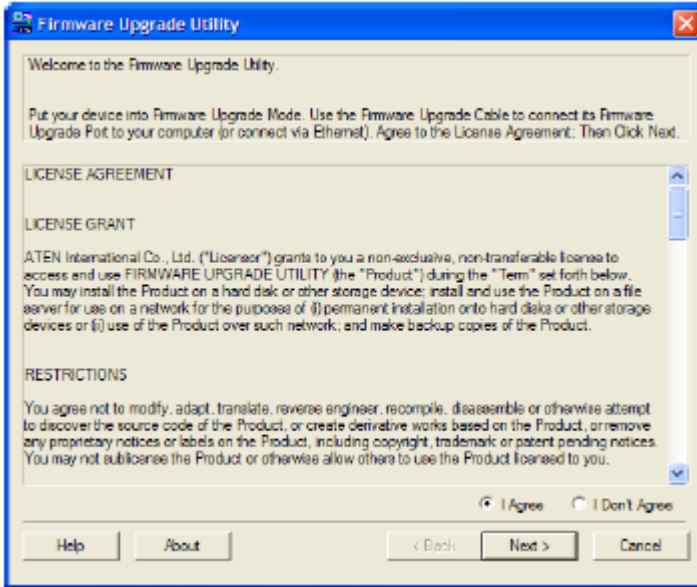 Firmware Upgrade Utility
Welcome to the Firmware Upgrade Utility.
Put your device into Firmware Upgrade Mode. Use the Firmware Upgrade Cable to connect its Firmware
Upgrade Port to your computer (or connect via Ethernet). Agree to the License Agreement: Then Click Next.
LICENSE AGREEMENT
LICENSE GRANT
ATEN International Co., Ltd. ("Licensor") grants to you a non-exclusive, non-transferable license to
access and use FIRMWARE UPGRADE UTILITY (the "Product") during the "Term" set forth below.
You may install the Product on a hard disk or other storage device; install and use the Product on a file
server for use on a network for the purposes of (i) permanent installation onto hard disks or other storage
devices or (ii) use of the Product over such network; and make backup copies of the Product.
RESTRICTIONS
You agree not to modify, adapt, translate, reverse engineer, recompile, disassemble or otherwise attempt
to discover the source code of the Product, or create derivative works based on the Product, or remove
any proprietary notices or labels on the Product, including copyright, trademark or patent pending notices.
You may not sublicense the Product or otherwise allow others to use the Product licensed to you.
I Agree I Don't Agree
Help About < Back Next > Cancel